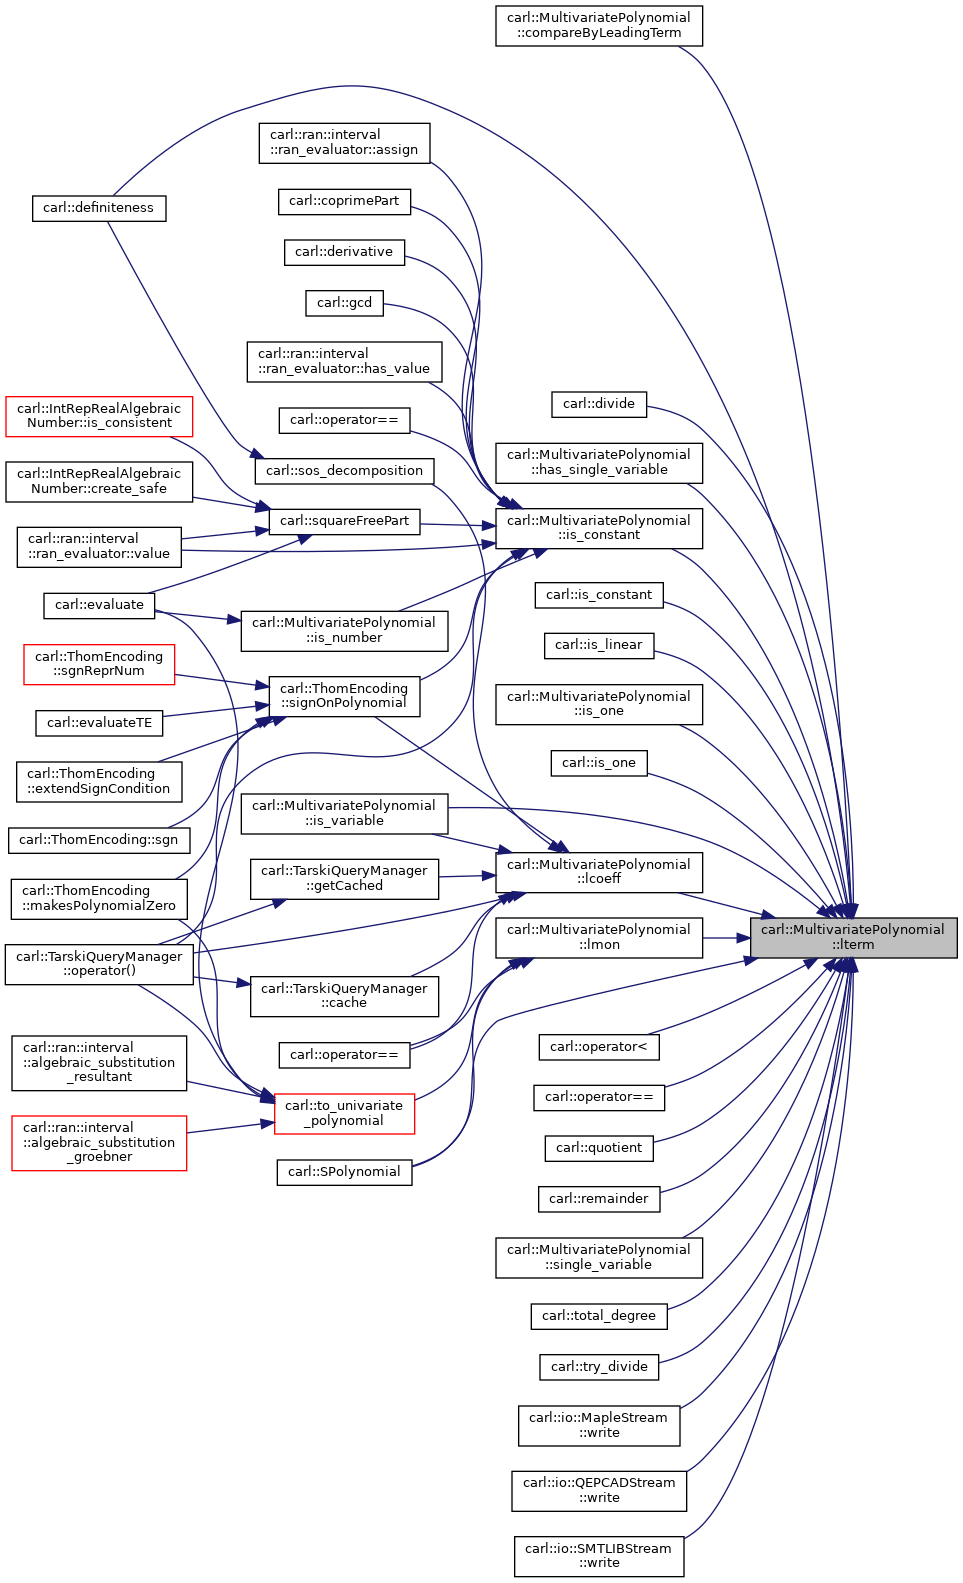 carl::MultivariatePolynomial
::compareByLeadingTerm
carl::ran::interval
::ran_evaluator::assign
carl::coprimePart
carl::definiteness
carl::derivative
carl::gcd
carl::ran::interval
::ran_evaluator::has_value
carl::divide
carl::IntRepRealAlgebraic
Number::is_consistent
carl::operator==
carl::MultivariatePolynomial
::has_single_variable
carl::sos_decomposition
carl::IntRepRealAlgebraic
Number::create_safe
carl::squareFreePart
carl::MultivariatePolynomial
::is_constant
carl::ran::interval
::ran_evaluator::value
carl::is_constant
carl::evaluate
carl::MultivariatePolynomial
::is_number
carl::is_linear
carl::ThomEncoding
::sgnReprNum
carl::ThomEncoding
::signOnPolynomial
carl::MultivariatePolynomial
::is_one
carl::evaluateTE
carl::is_one
carl::ThomEncoding
::extendSignCondition
carl::MultivariatePolynomial
::is_variable
carl::ThomEncoding::sgn
carl::MultivariatePolynomial
::lcoeff
carl::TarskiQueryManager
::getCached
carl::ThomEncoding
::makesPolynomialZero
carl::MultivariatePolynomial
::lmon
carl::MultivariatePolynomial
::lterm
carl::TarskiQueryManager
::operator()
carl::TarskiQueryManager
::cache
carl::operator<
carl::operator==
carl::ran::interval
::algebraic_substitution
_resultant
carl::operator==
carl::to_univariate
_polynomial
carl::ran::interval
::algebraic_substitution
_groebner
carl::quotient
carl::SPolynomial
carl::remainder
carl::MultivariatePolynomial
::single_variable
carl::total_degree
carl::try_divide
carl::io::MapleStream
::write
carl::io::QEPCADStream
::write
carl::io::SMTLIBStream
::write